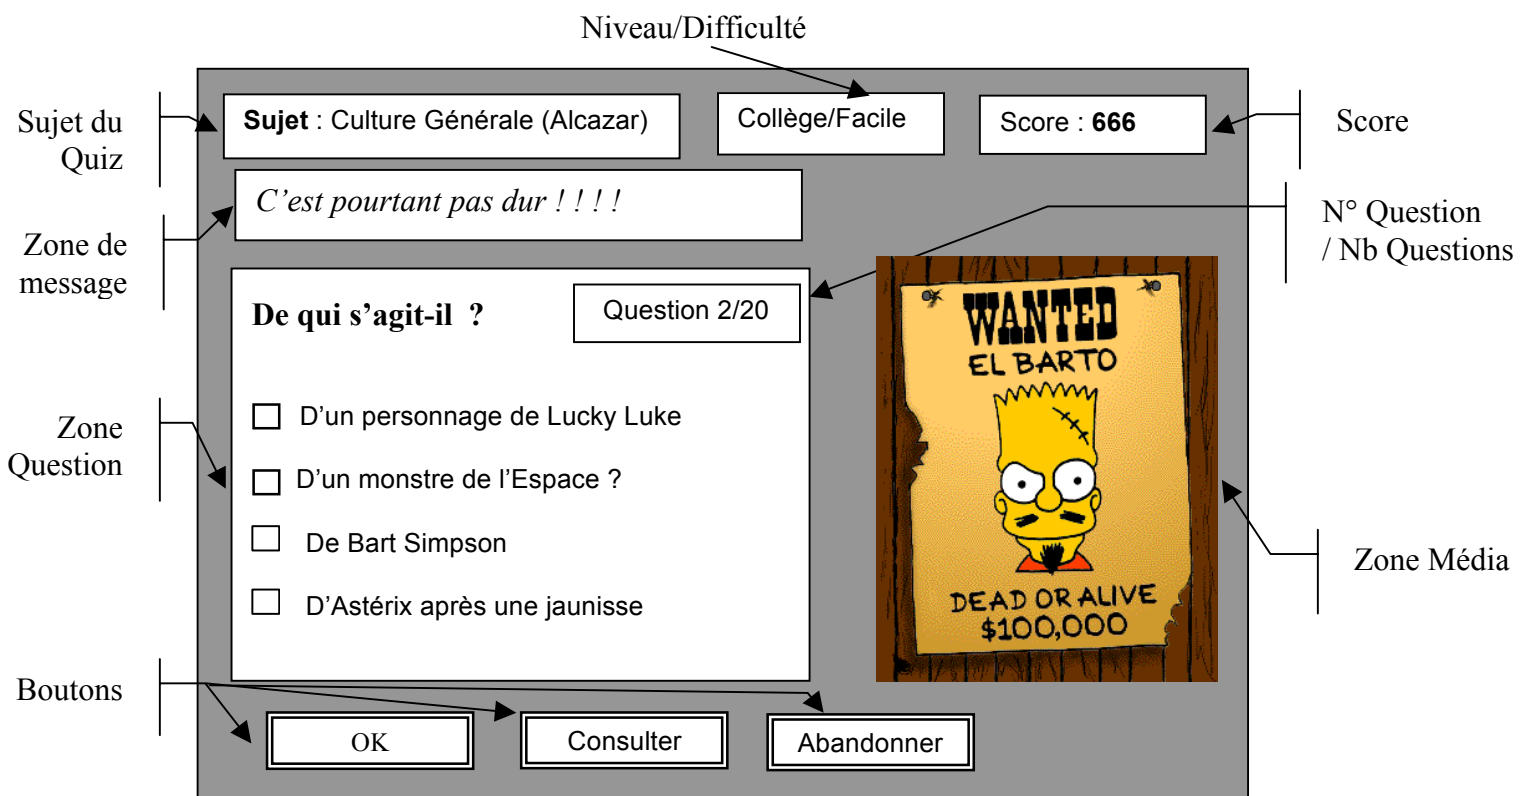 Niveau/Difficulté
Sujet du
Quiz
Sujet : Culture Générale (Alcazar)
Collège/Facile
Score : 666
Score
Zone de
message
C’est pourtant pas dur ! ! ! !
N° Question
/ Nb Questions
De qui s’agit-il ?
Question 2/20
WANTED
EL BARTO
DEAD OR ALIVE
$100,000
Zone
Question
D’un personnage de Lucky Luke
D’un monstre de l’Espace ?
De Bart Simpson
D’Astérix après une jaunisse
Zone Média
Boutons
OK
Consulter
Abandonner